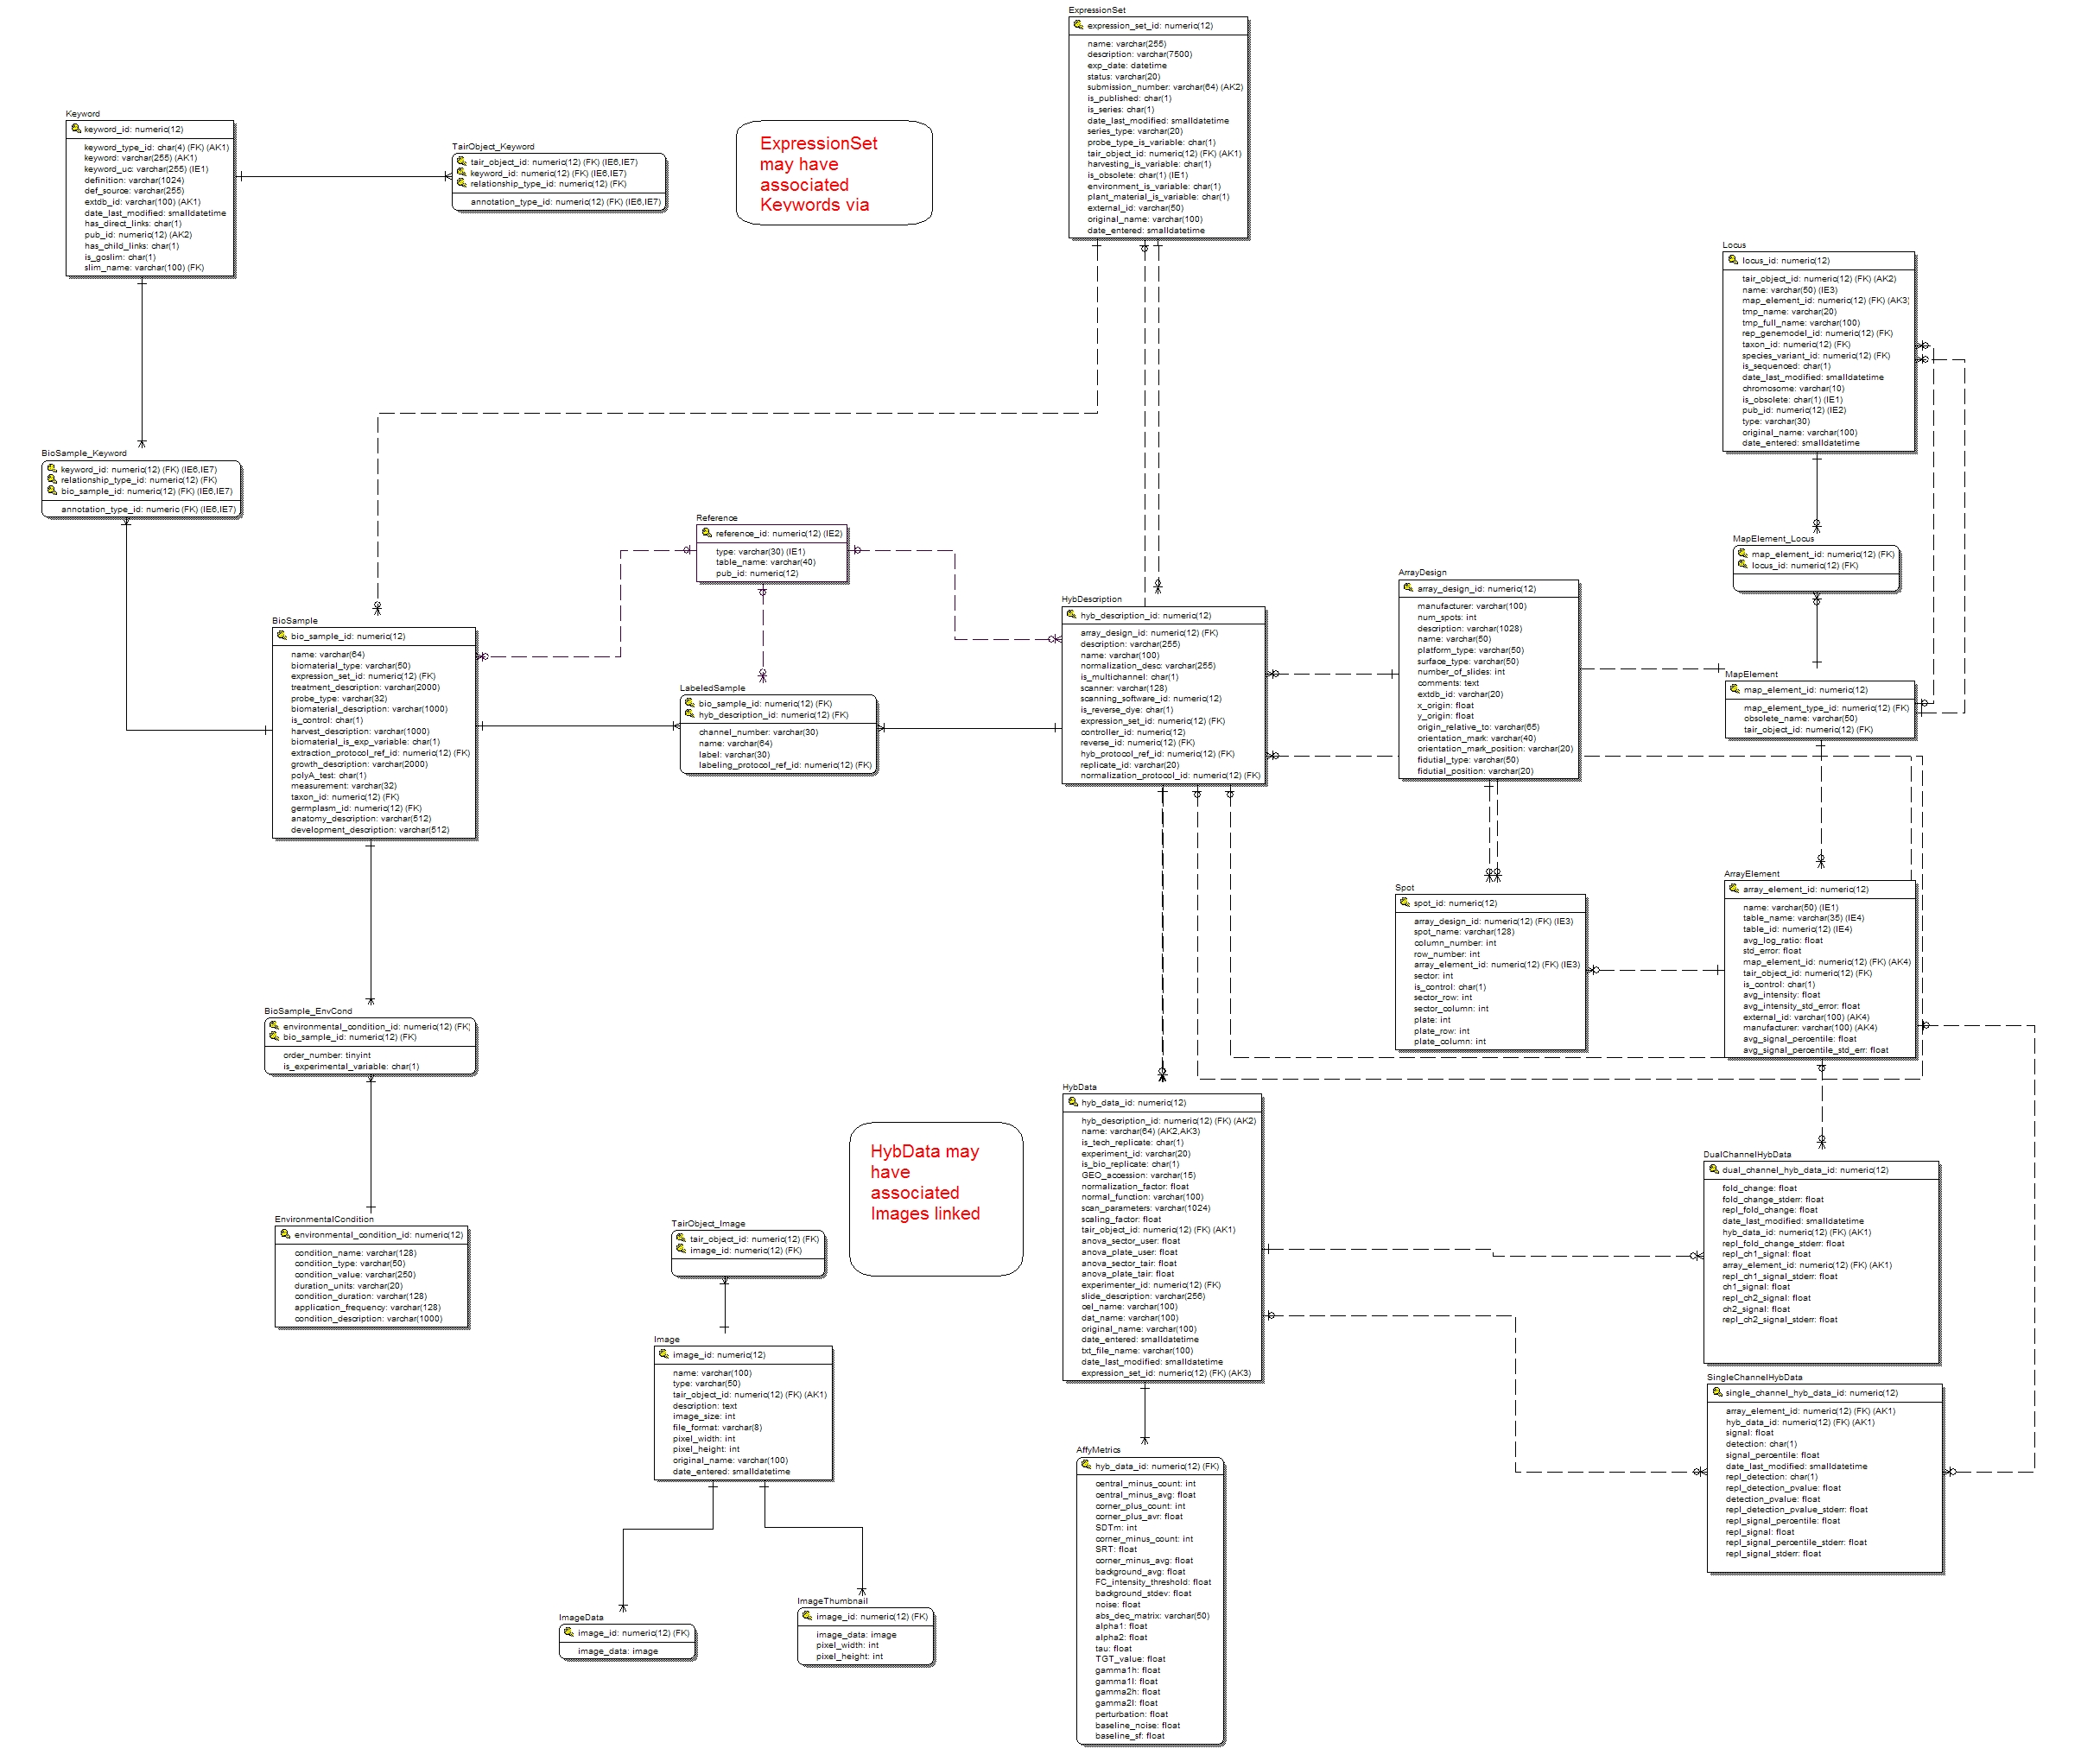 ExpressionSet
expression_set_id: numeric(12)
name: varchar(255)
description: varchar(7500)
exp_date: datetime
status: varchar(20)
submission_number: varchar(64) (AK2)
is_published: char(1)
is_series: char(1)
date_last_modified: smalldatetime
series_type: varchar(20)
probe_type_is_variable: char(1)
tair_object_id: numeric(12) (FK) (AK1)
harvesting_is_variable: char(1)
is_obsolete: char(1) (IE1)
environment_is_variable: char(1)
plant_material_is_variable: char(1)
external_id: varchar(50)
original_name: varchar(100)
date_entered: smalldatetime
Keyword
keyword_id: numeric(12)
keyword_type_id: char(4) (FK) (AK1)
keyword: varchar(255) (AK1)
keyword_uc: varchar(255) (IE1)
definition: varchar(1024)
def_source: varchar(255)
extdb_id: varchar(100) (AK1)
date_last_modified: smalldatetime
has_direct_links: char(1)
pub_id: numeric(12) (AK2)
has_child_links: char(1)
is_goslim: char(1)
slim_name: varchar(100) (FK)
TairObject_Keyword
tair_object_id: numeric(12) (FK) (IE6,IE7)
keyword_id: numeric(12) (FK) (IE6,IE7)
relationship_type_id: numeric(12) (FK)
annotation_type_id: numeric(12) (FK) (IE6,IE7)
ExpressionSet
may have
associated
Keywords via
Locus
locus_id: numeric(12)
tair_object_id: numeric(12) (FK) (AK2)
name: varchar(50) (IE3)
map_element_id: numeric(12) (FK) (AK3)
tmp_name: varchar(20)
tmp_full_name: varchar(100)
rep_genemodel_id: numeric(12) (FK)
taxon_id: numeric(12) (FK)
species_variant_id: numeric(12) (FK)
is_sequenced: char(1)
date_last_modified: smalldatetime
chromosome: varchar(10)
is_obsolete: char(1) (IE1)
pub_id: numeric(12) (IE2)
type: varchar(30)
original_name: varchar(100)
date_entered: smalldatetime
BioSample_Keyword
keyword_id: numeric(12) (FK) (IE6,IE7)
relationship_type_id: numeric(12) (FK)
bio_sample_id: numeric(12) (FK) (IE6,IE7)
annotation_type_id: numeric (FK) (IE6,IE7)
Reference
reference_id: numeric(12) (IE2)
type: varchar(30) (IE1)
table_name: varchar(40)
pub_id: numeric(12)
MapElement_Locus
map_element_id: numeric(12) (FK)
locus_id: numeric(12) (FK)
BioSample
bio_sample_id: numeric(12)
name: varchar(64)
biomaterial_type: varchar(50)
expression_set_id: numeric(12) (FK)
treatment_description: varchar(2000)
probe_type: varchar(32)
biomaterial_description: varchar(1000)
is_control: char(1)
harvest_description: varchar(1000)
biomaterial_is_exp_variable: char(1)
extraction_protocol_ref_id: numeric(12) (FK)
growth_description: varchar(2000)
polyA_test: char(1)
measurement: varchar(32)
taxon_id: numeric(12) (FK)
germplasm_id: numeric(12) (FK)
anatomy_description: varchar(512)
development_description: varchar(512)
LabeledSample
bio_sample_id: numeric(12) (FK)
hyb_description_id: numeric(12) (FK)
channel_number: varchar(30)
name: varchar(64)
label: varchar(30)
labeling_protocol_ref_id: numeric(12) (FK)
HybDescription
hyb_description_id: numeric(12)
array_design_id: numeric(12) (FK)
description: varchar(255)
name: varchar(100)
normalization_desc: varchar(255)
is_multichannel: char(1)
scanner: varchar(128)
scanning_software_id: numeric(12)
is_reverse_dye: char(1)
expression_set_id: numeric(12) (FK)
controller_id: numeric(12)
reverse_id: numeric(12) (FK)
hyb_protocol_ref_id: numeric(12) (FK)
replicate_id: varchar(20)
normalization_protocol_id: numeric(12) (FK)
ArrayDesign
array_design_id: numeric(12)
manufacturer: varchar(100)
num_spots: int
description: varchar(1028)
name: varchar(50)
platform_type: varchar(50)
surface_type: varchar(50)
number_of_slides: int
comments: text
extdb_id: varchar(20)
x_origin: float
y_origin: float
origin_relative_to: varchar(65)
orientation_mark: varchar(40)
orientation_mark_position: varchar(20)
fidutial_type: varchar(50)
fidutial_position: varchar(20)
MapElement
map_element_id: numeric(12)
map_element_type_id: numeric(12) (FK)
obsolete_name: varchar(50)
tair_object_id: numeric(12) (FK)
Spot
spot_id: numeric(12)
array_design_id: numeric(12) (FK) (IE3)
spot_name: varchar(128)
column_number: int
row_number: int
array_element_id: numeric(12) (FK) (IE3)
sector: int
is_control: char(1)
sector_row: int
sector_column: int
plate: int
plate_row: int
plate_column: int
ArrayElement
array_element_id: numeric(12)
name: varchar(50) (IE1)
table_name: varchar(35) (IE4)
table_id: numeric(12) (IE4)
avg_log_ratio: float
std_error: float
map_element_id: numeric(12) (FK) (AK4)
tair_object_id: numeric(12) (FK)
is_control: char(1)
avg_intensity: float
avg_intensity_std_error: float
external_id: varchar(100) (AK4)
manufacturer: varchar(100) (AK4)
avg_signal_percentile: float
avg_signal_percentile_std_err: float
BioSample_EnvCond
environmental_condition_id: numeric(12) (FK)
bio_sample_id: numeric(12) (FK)
order_number: tinyint
is_experimental_variable: char(1)
EnvironmentalCondition
environmental_condition_id: numeric(12)
condition_name: varchar(128)
condition_type: varchar(50)
condition_value: varchar(250)
duration_units: varchar(20)
condition_duration: varchar(128)
application_frequency: varchar(128)
condition_description: varchar(1000)
HybData may
have
associated
Images linked
HybData
hyb_data_id: numeric(12)
hyb_description_id: numeric(12) (FK) (AK2)
name: varchar(64) (AK2,AK3)
is_tech_replicate: char(1)
experiment_id: varchar(20)
is_bio_replicate: char(1)
GEO_accession: varchar(15)
normalization_factor: float
normal_function: varchar(100)
scan_parameters: varchar(1024)
scaling_factor: float
tair_object_id: numeric(12) (FK) (AK1)
anova_sector_user: float
anova_plate_user: float
anova_sector_tair: float
anova_plate_tair: float
experimenter_id: numeric(12) (FK)
slide_description: varchar(256)
cel_name: varchar(100)
dat_name: varchar(100)
original_name: varchar(100)
date_entered: smalldatetime
txt_file_name: varchar(100)
date_last_modified: smalldatetime
expression_set_id: numeric(12) (FK) (AK3)
DualChannelHybData
dual_channel_hyb_data_id: numeric(12)
fold_change: float
fold_change_stderr: float
repl_fold_change: float
date_last_modified: smalldatetime
hyb_data_id: numeric(12) (FK) (AK1)
repl_fold_change_stderr: float
repl_ch1_signal: float
array_element_id: numeric(12) (FK) (AK1)
repl_ch1_signal_stderr: float
ch1_signal: float
repl_ch2_signal: float
ch2_signal: float
repl_ch2_signal_stderr: float
TairObject_Image
tair_object_id: numeric(12) (FK)
image_id: numeric(12) (FK)
Image
image_id: numeric(12)
name: varchar(100)
type: varchar(50)
tair_object_id: numeric(12) (FK) (AK1)
description: text
image_size: int
file_format: varchar(8)
pixel_width: int
pixel_height: int
original_name: varchar(100)
date_entered: smalldatetime
SingleChannelHybData
single_channel_hyb_data_id: numeric(12)
array_element_id: numeric(12) (FK) (AK1)
hyb_data_id: numeric(12) (FK) (AK1)
signal: float
detection: char(1)
signal_percentile: float
date_last_modified: smalldatetime
repl_detection: char(1)
repl_detection_pvalue: float
detection_pvalue: float
repl_detection_pvalue_stderr: float
repl_signal_percentile: float
repl_signal: float
repl_signal_percentile_stderr: float
repl_signal_stderr: float
AffyMetrics
hyb_data_id: numeric(12) (FK)
central_minus_count: int
central_minus_avg: float
corner_plus_count: int
corner_plus_avr: float
SDTm: int
corner_minus_count: int
SRT: float
corner_minus_avg: float
background_avg: float
FC_intensity_threshold: float
background_stdev: float
noise: float
abs_dec_matrix: varchar(50)
alpha1: float
alpha2: float
tau: float
TGT_value: float
gamma1h: float
gamma1l: float
gamma2h: float
gamma2l: float
perturbation: float
baseline_noise: float
baseline_sf: float
ImageData
image_id: numeric(12) (FK)
image_data: image
ImageThumbnail
image_id: numeric(12) (FK)
image_data: image
pixel_width: int
pixel_height: int